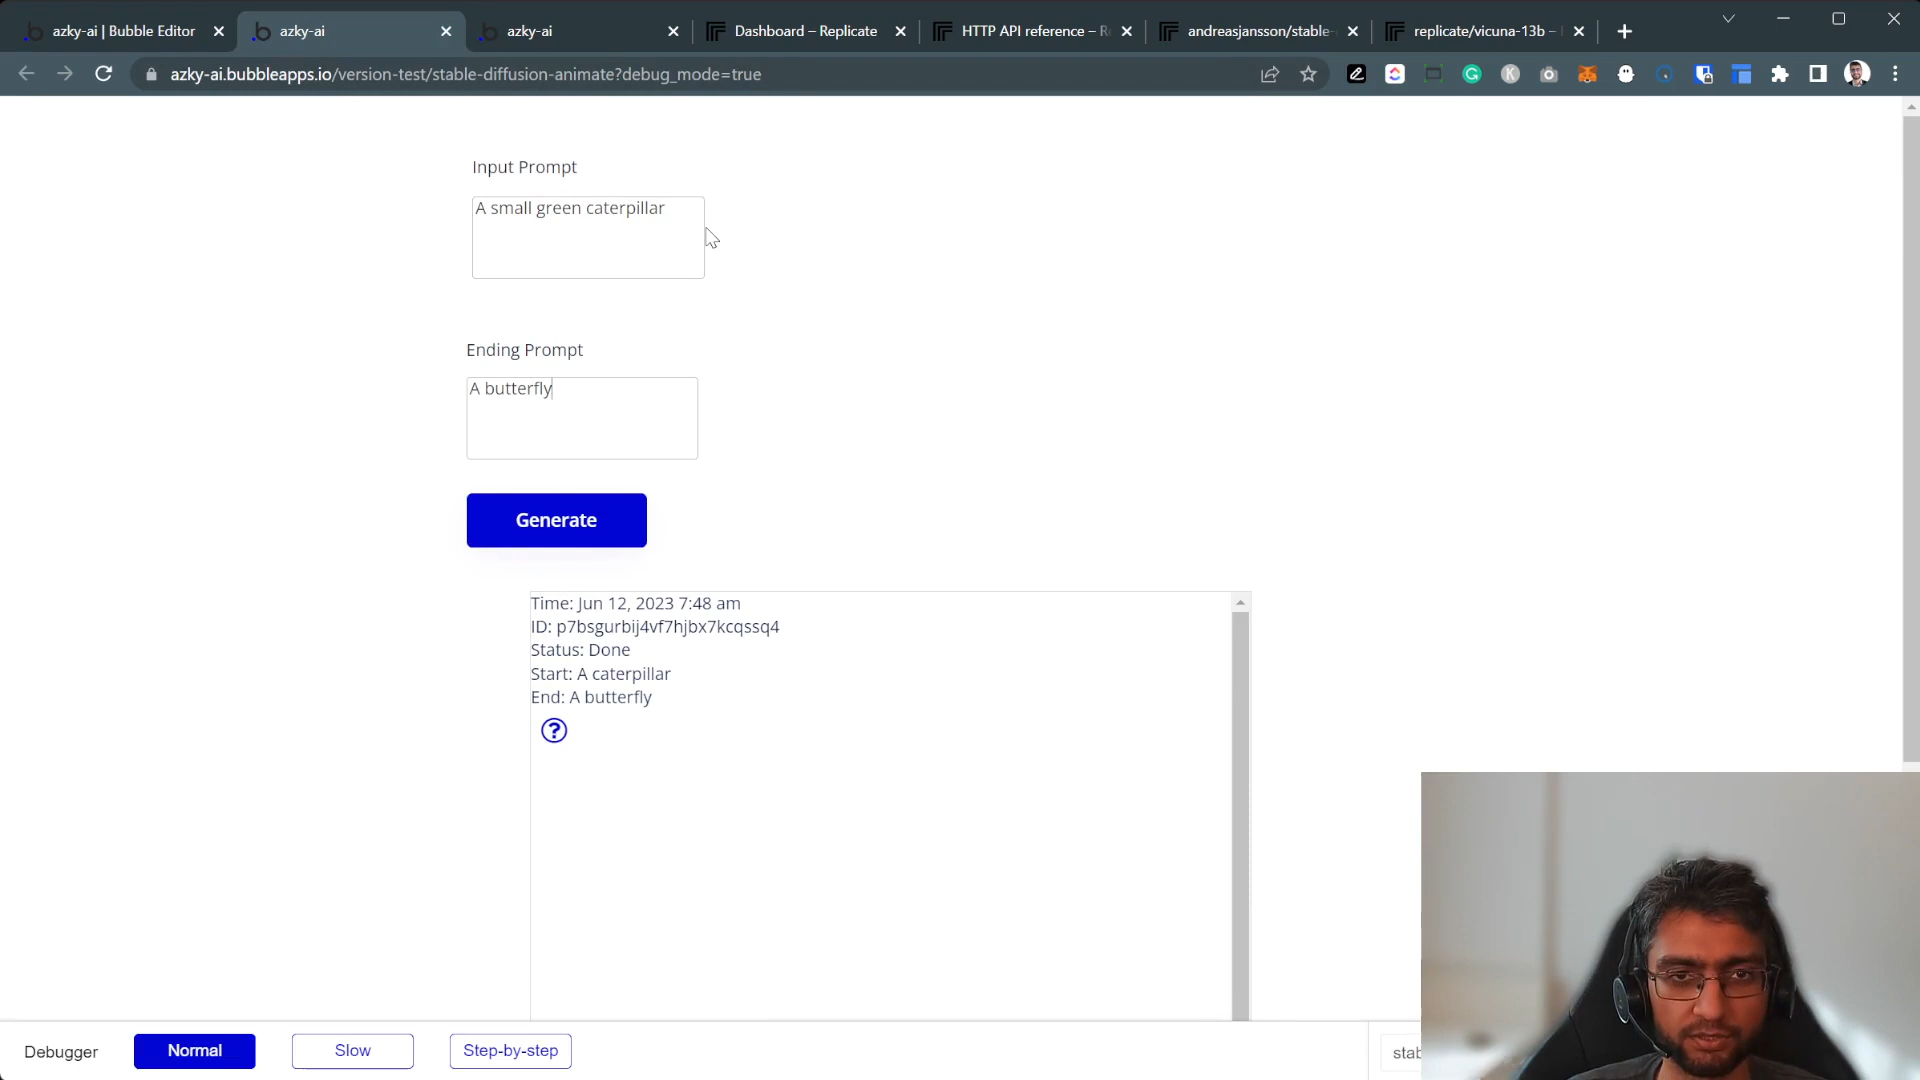 azky-ai | Bubble Editor
azky-ai
azky-ai
Dashboard – Replicate
HTTP API reference – R
andreasjansson/stable-
replicate/vicuna-13b –
azky-ai.bubbleapps.io/version-test/stable-diffusion-animate?debug_mode=true
Input Prompt
A small green caterpillar
Ending Prompt
A butterfly
Generate
Time: Jun 12, 2023 7:48 am
ID: p7bsgurbij4vf7hjbx7kcqssq4
Status: Done
Start: A caterpillar
End: A butterfly
?
Debugger
Normal
Slow
Step-by-step
stab